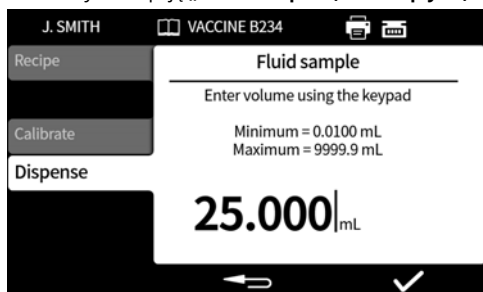 J. SMITH
VACCINE B234
Recipe
Calibrate
Dispense
Fluid sample
Enter volume using the keypad
Minimum = 0.0100 mL
Maximum = 9999.9 mL
25.000 mL